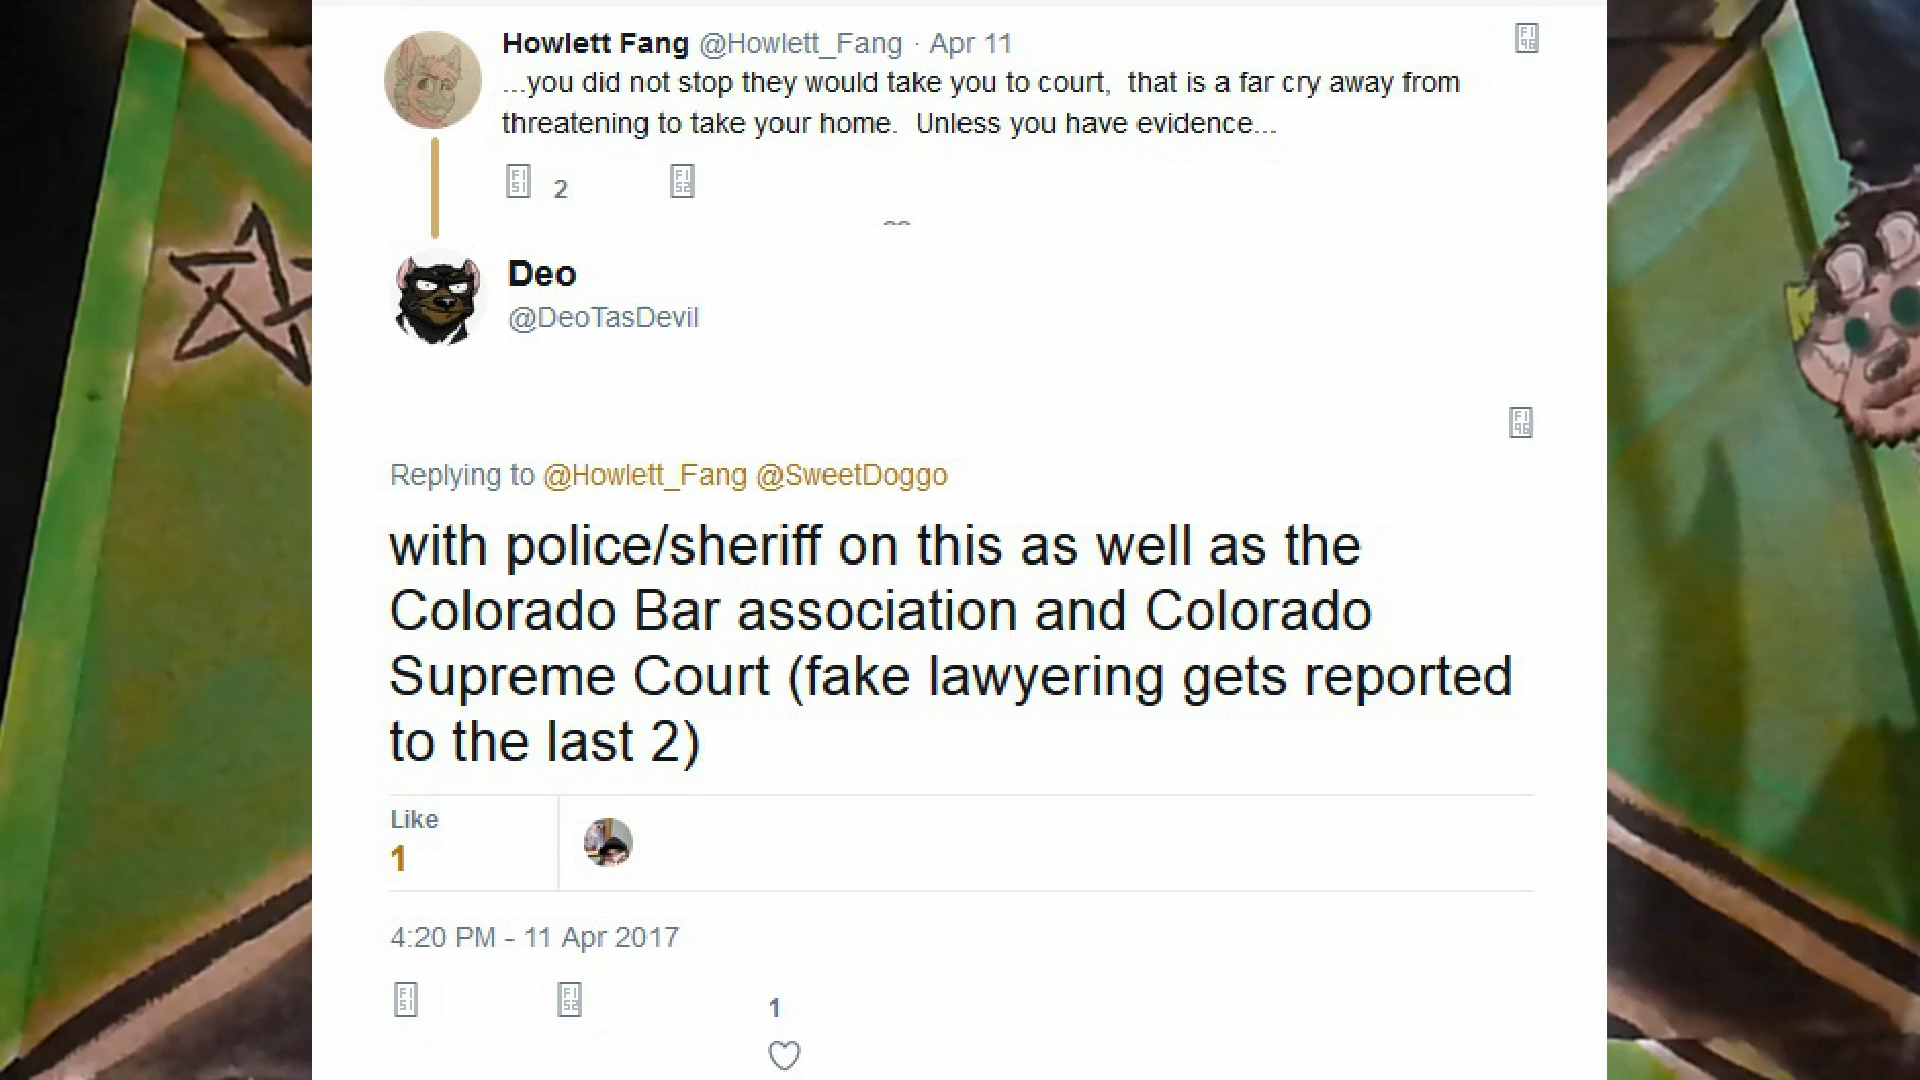 Howlett Fang @Howlett_Fang · Apr 11
...you did not stop they would take you to court, that is a far cry away from
threatening to take your home. Unless you have evidence...
2
Deo
@DeoTasDevil
Replying to @Howlett_Fang @SweetDoggo
with police/sheriff on this as well as the
Colorado Bar association and Colorado
Supreme Court (fake lawyering gets reported
to the last 2)
Like
1
4:20 PM - 11 Apr 2017
1